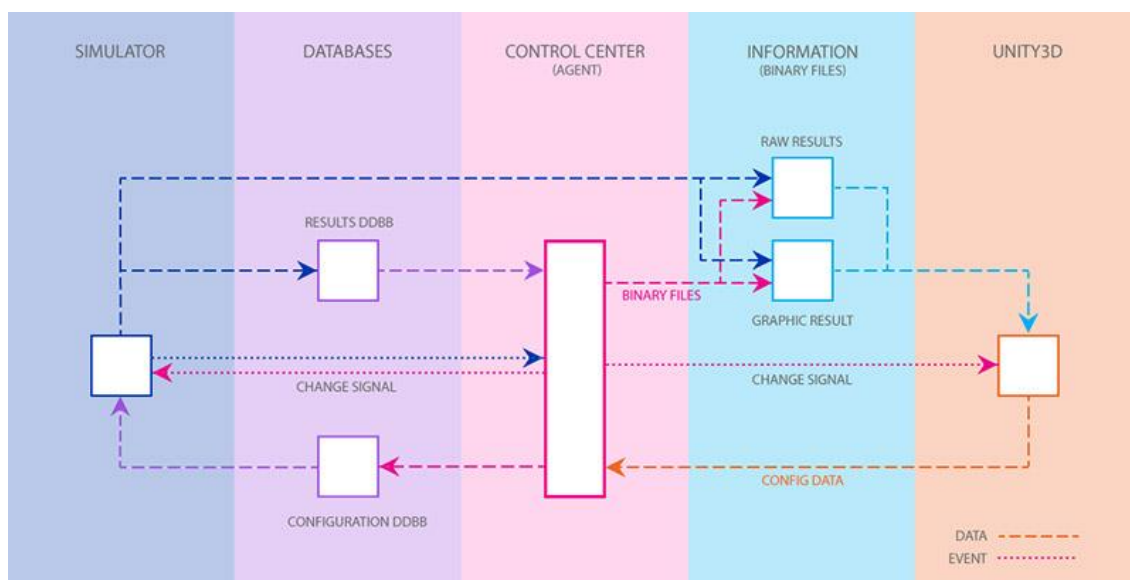 SIMULATOR
DATABASES
CONTROL CENTER
(AGENT)
INFORMATION
(BINARY FILES)
UNITY3D
RAW RESULTS
RESULTS DDBB
BINARY FILES
GRAPHIC RESULT
CHANGE SIGNAL
CHANGE SIGNAL
CONFIG DATA
CONFIGURATION DDBB
DATA
EVENT